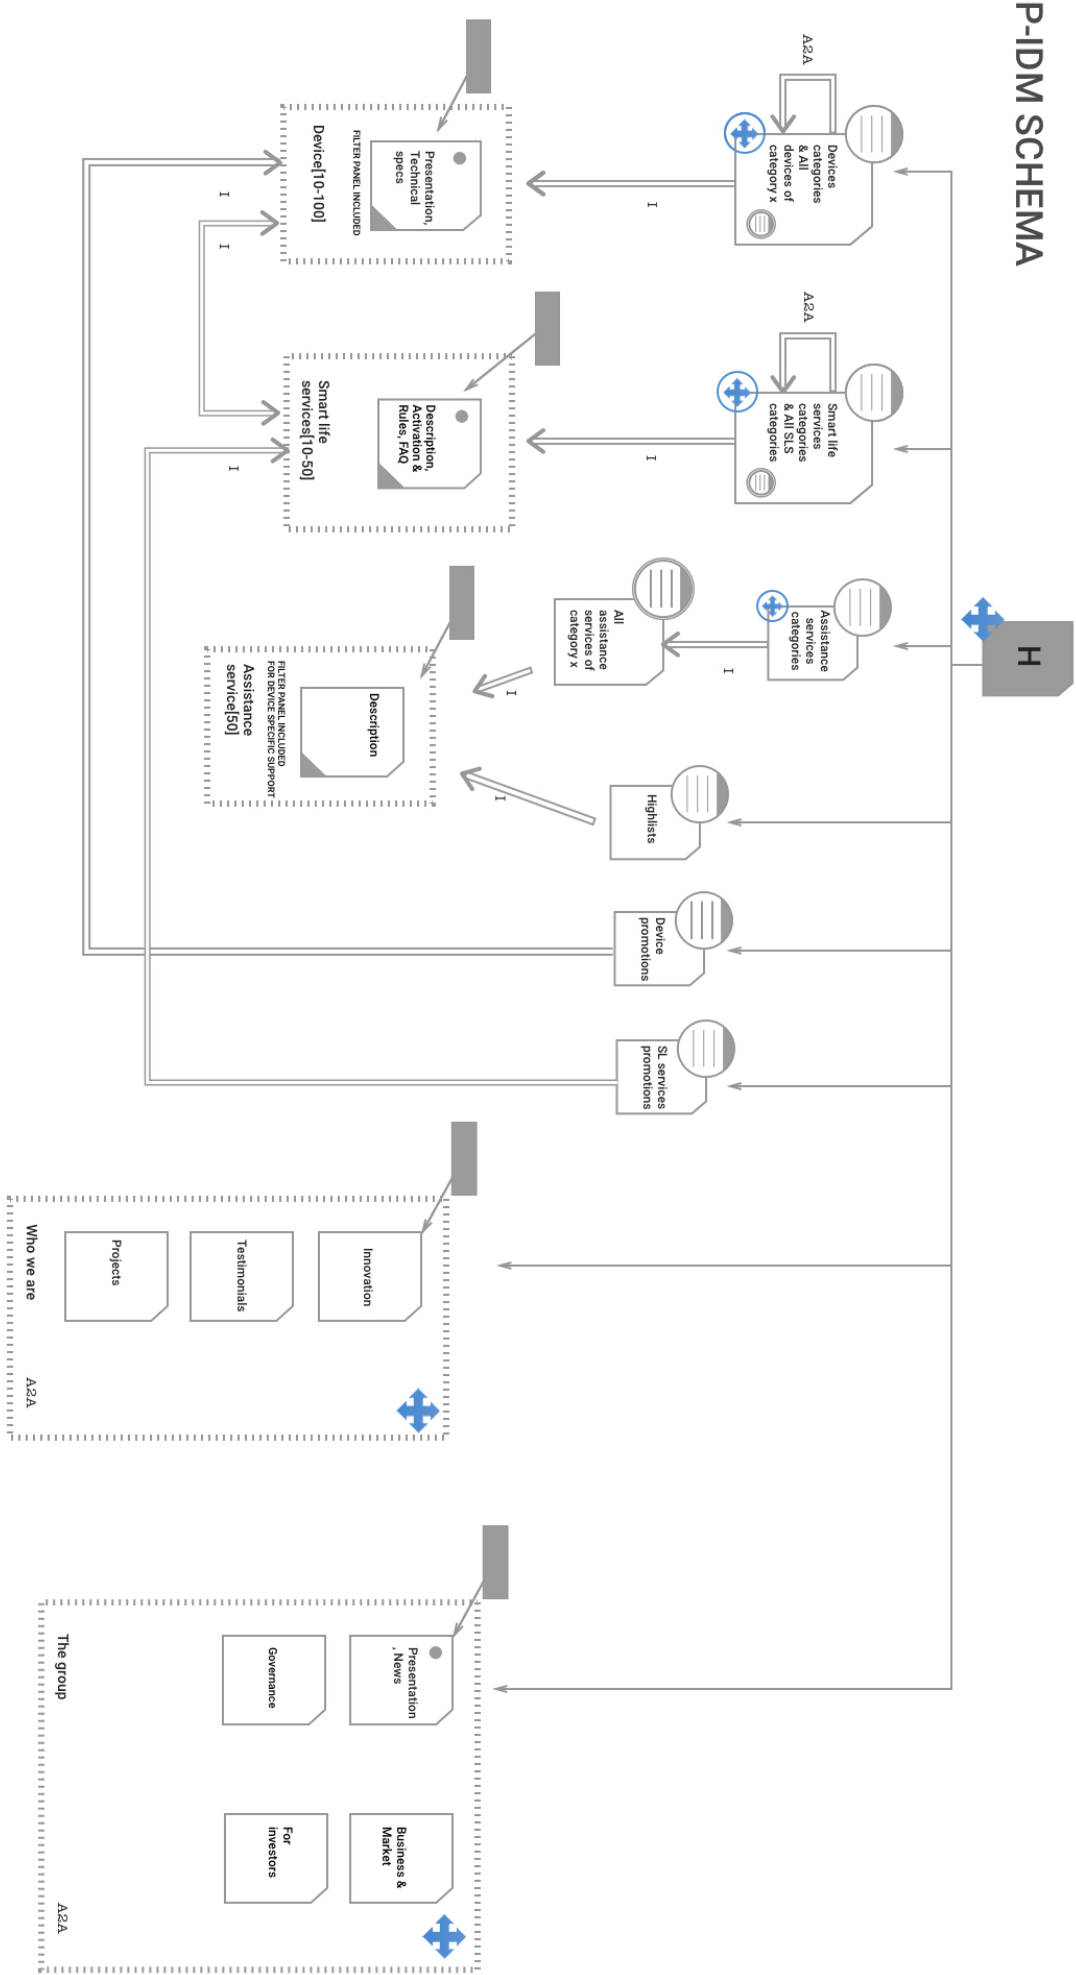 P-IDM SCHEMA
H
A2A
Devices
categories
& All
devices of
category x
I
Presentation,
Technical
specs
FILTER PANEL INCLUDED
Device[10-100]
I
I
A2A
Smart life
services
categories
& All SLS
categories
I
Description,
Activation &
Rules, FAQ
Smart life
services[10-50]
I
Assistance
services
categories
I
All
assistance
services of
category x
I
Description
FILTER PANEL INCLUDED
FOR DEVICE SPECIFIC SUPPORT
Assistance
service[50]
Highlists
I
Device
promotions
SL services
promotions
Innovation
Testimonials
Projects
Who we are
A2A
Presentation
, News
Governance
Business &
Market
For
investors
The group
A2A